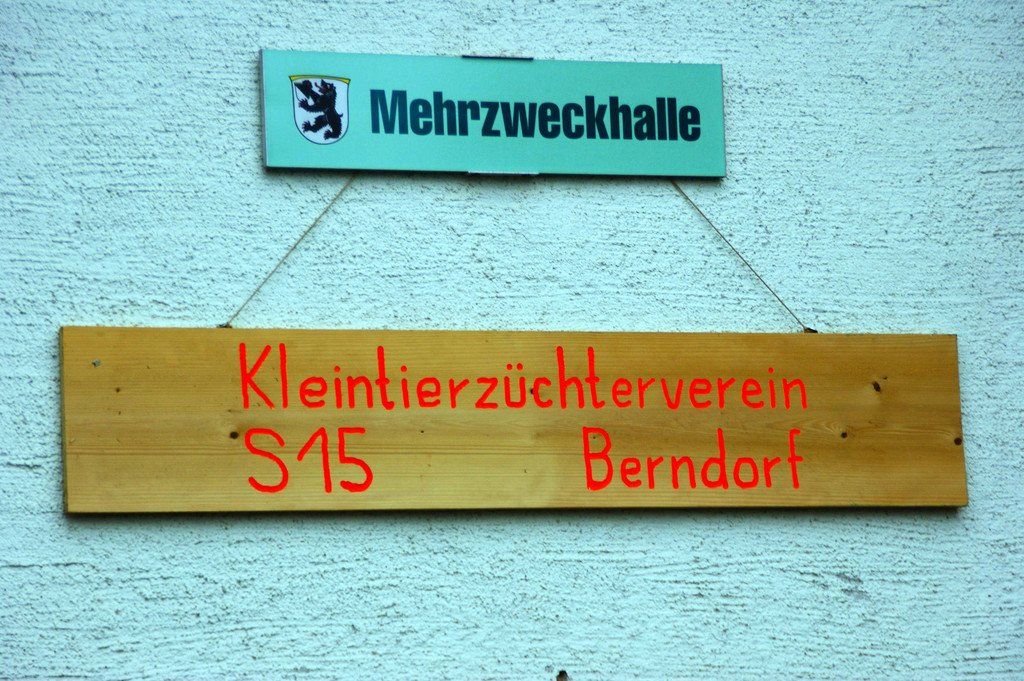 Mehrzweckhalle
Kleintierzüchterverein
S15 Berndorf